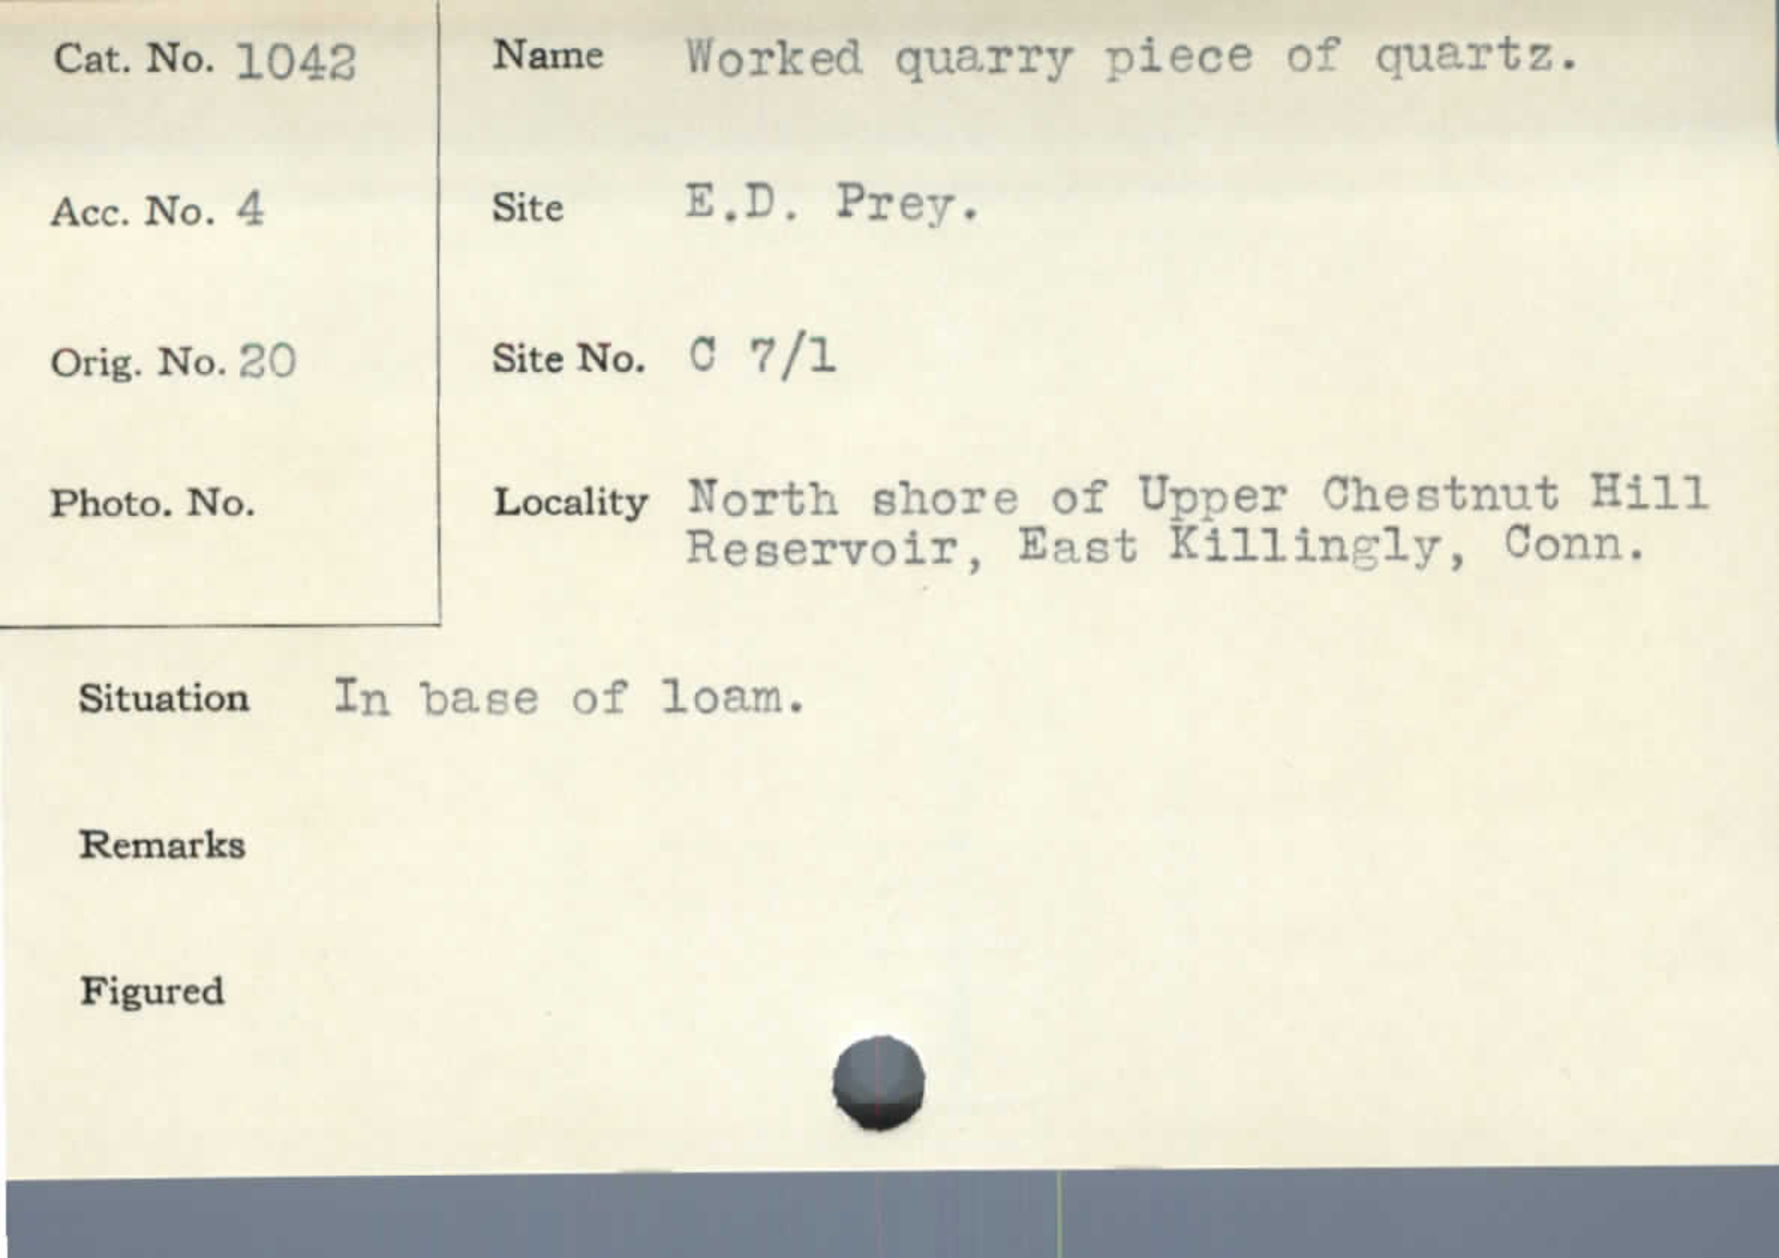 Cat. No. 1042
Name Worked quarry piece of quartz.
Acc. No. 4
Site E.D. Prey.
Orig. No. 20
Site No. C 7/1
Photo. No.
Locality North shore of Upper Chestnut Hill
Reservoir, East Killingly, Conn.
Situation In base of loam.
Remarks
Figured